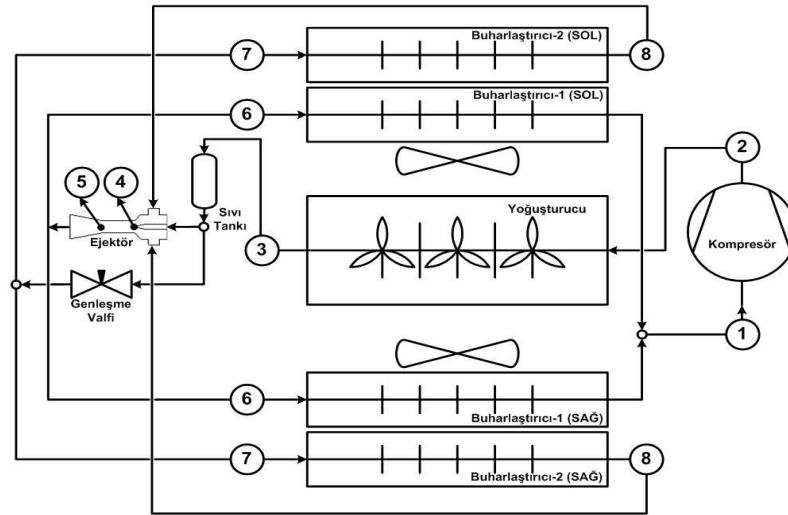 Buharlaştırıcı-2 (SOL)
7
8
Buharlaştırıcı-1 (SOL)
6
2
5
4
Sıvı
Tankı
Yoğuşturucu
Ejektör
3
Kompresör
Genleşme
Valfi
1
6
Buharlaştırıcı-1 (SAĞ)
7
8
Buharlaştırıcı-2 (SAĞ)